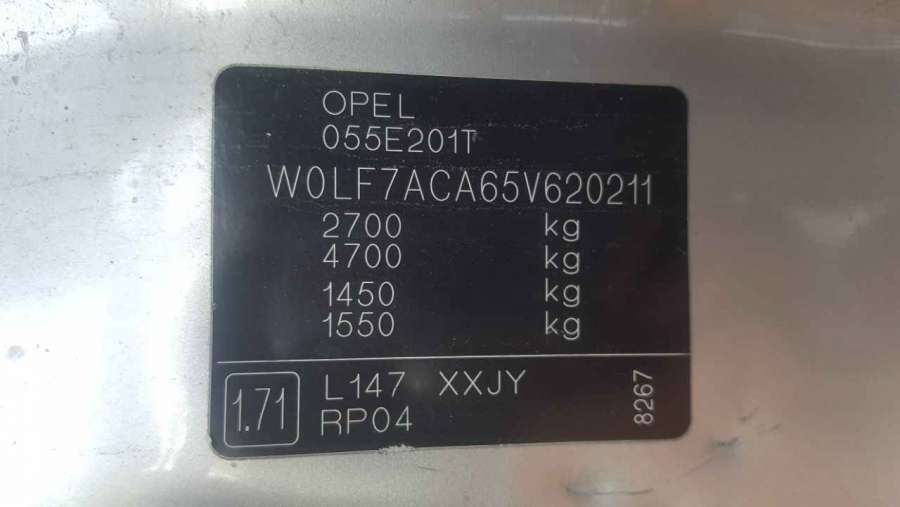 OPEL
055E201T
W0LF7ACA65V620211
2700 kg
4700 kg
1450 kg
1550 kg
1.71 L147 XXJY
RP04
8267